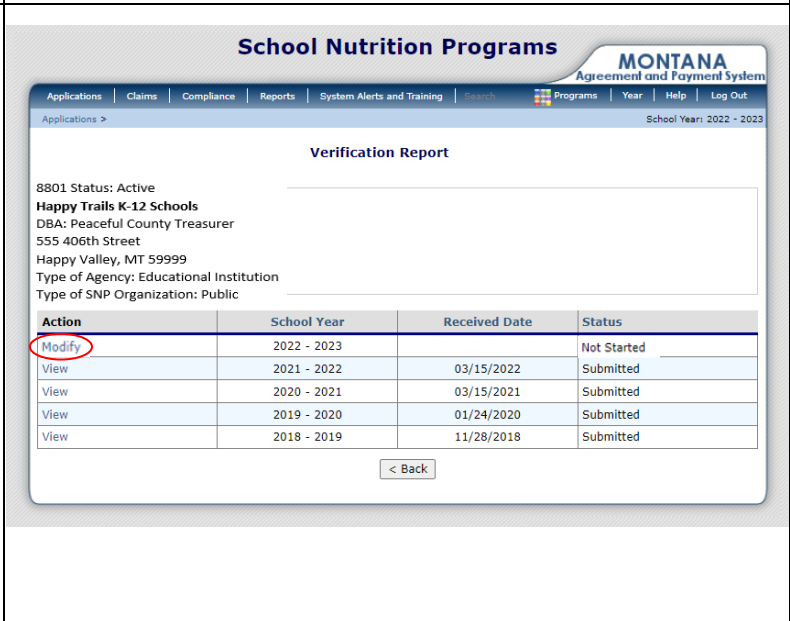 School Nutrition Programs
MONTANA
Agreement and Payment System
Applications | Claims | Compliance | Reports | System Alerts and Training | Search Programs | Year | Help | Log Out
Applications > School Year: 2022 - 2023
Verification Report
8801 Status: Active
Happy Trails K-12 Schools
DBA: Peaceful County Treasurer
555 406th Street
Happy Valley, MT 59999
Type of Agency: Educational Institution
Type of SNP Organization: Public
Action School Year Received Date Status
Modify 2022 - 2023 Not Started
View 2021 - 2022 03/15/2022 Submitted
View 2020 - 2021 03/15/2021 Submitted
View 2019 - 2020 01/24/2020 Submitted
View 2018 - 2019 11/28/2018 Submitted
< Back